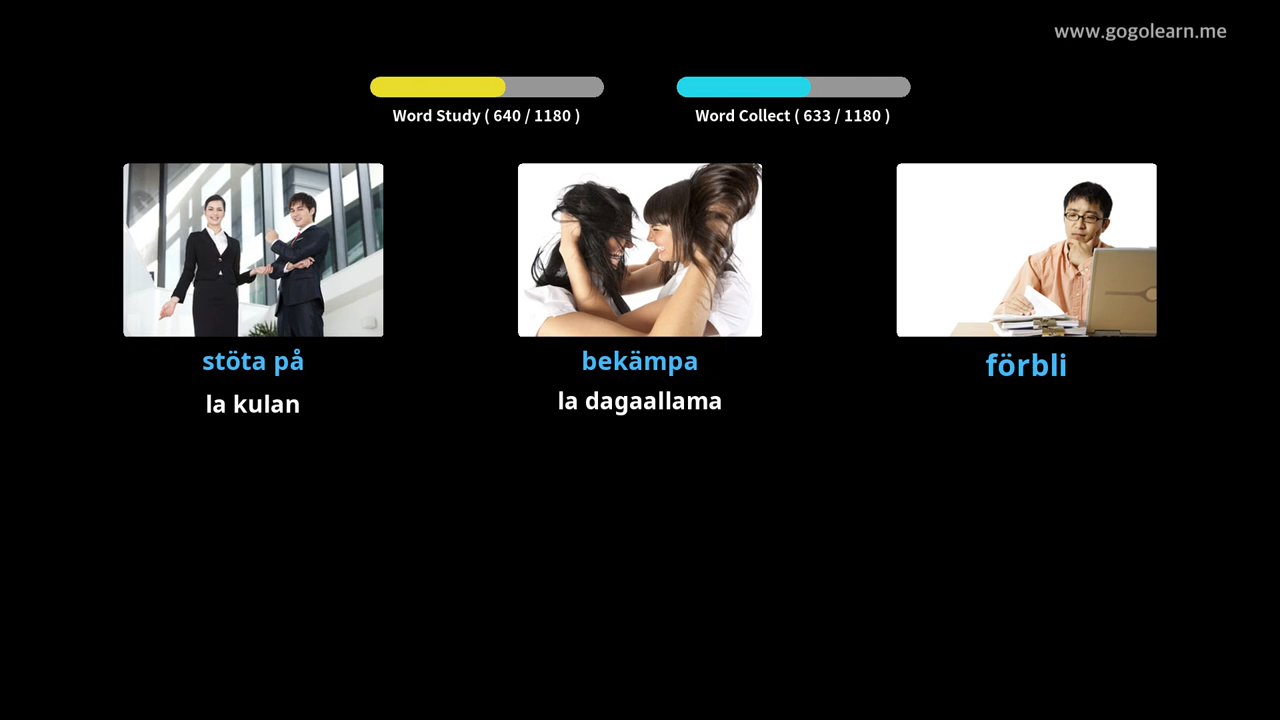 www.gogolearn.me
Word Study ( 640 / 1180 )
Word Collect ( 633 / 1180 )
stöta på
bekämpa
förbli
la kulan
la dagaallama